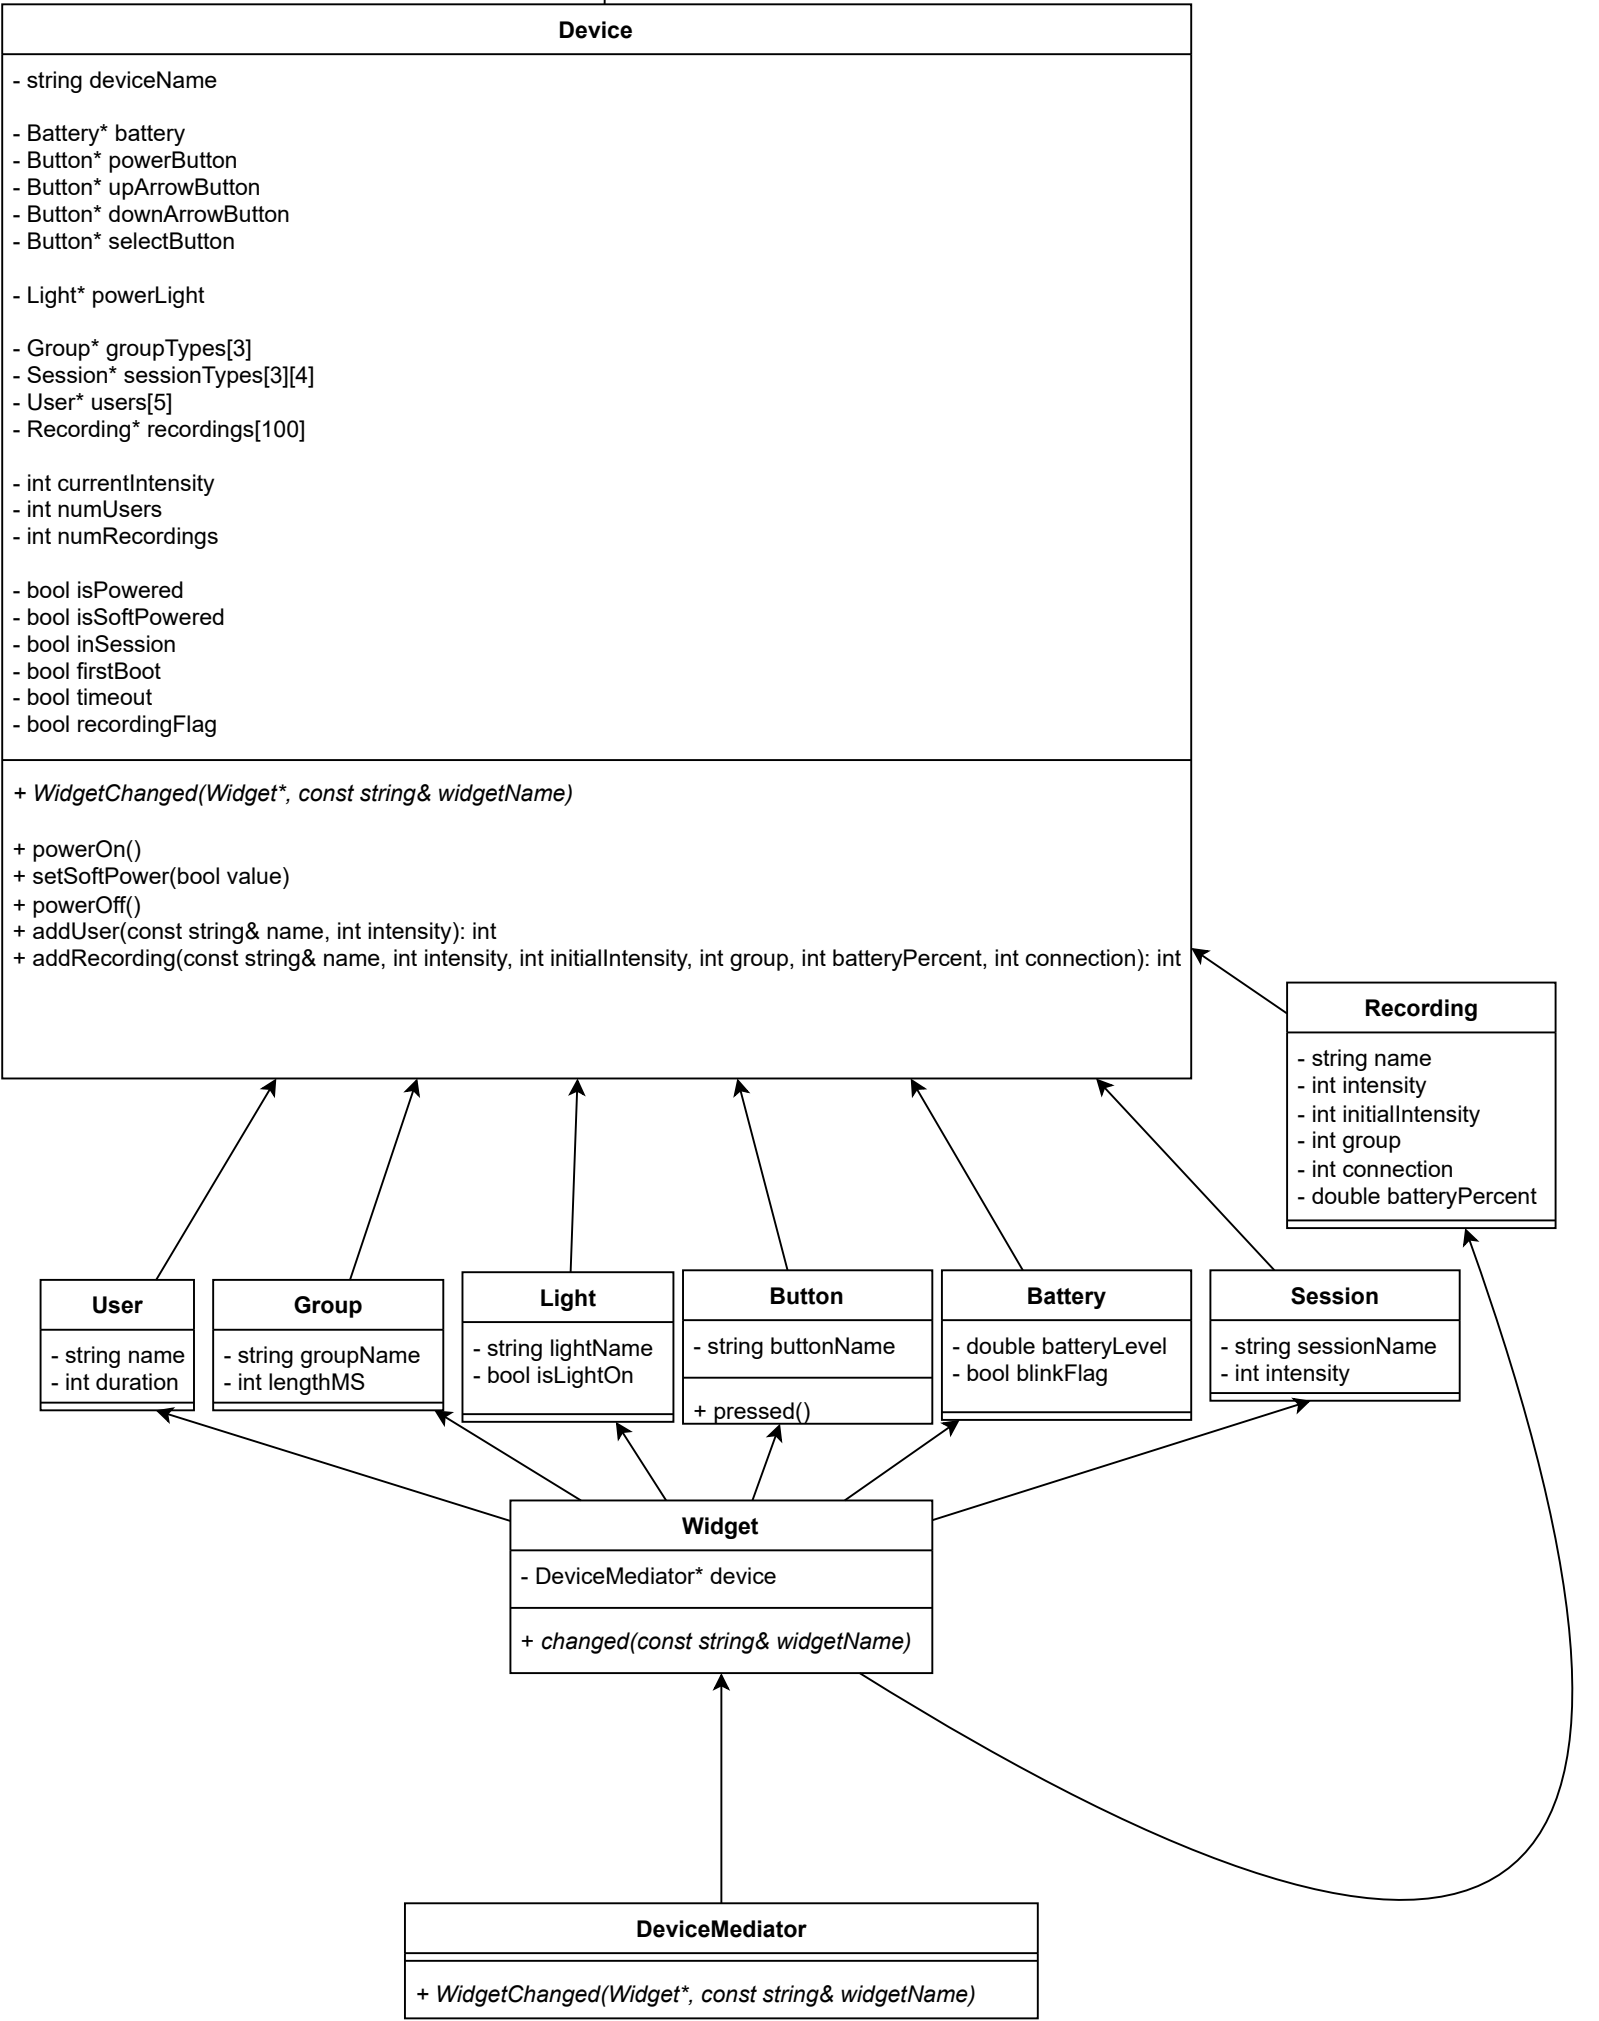 Device
- string deviceName
- Battery* battery
- Button* powerButton
- Button* upArrowButton
- Button* downArrowButton
- Button* selectButton
- Light* powerLight
- Group* groupTypes[3]
- Session* sessionTypes[3][4]
- User* users[5]
- Recording* recordings[100]
- int currentIntensity
- int numUsers
- int numRecordings
- bool isPowered
- bool isSoftPowered
- bool inSession
- bool firstBoot
- bool timeout
- bool recordingFlag
+ WidgetChanged(Widget*, const string& widgetName)
+ powerOn()
+ setSoftPower(bool value)
+ powerOff()
+ addUser(const string& name, int intensity): int
+ addRecording(const string& name, int intensity, int initialIntensity, int group, int batteryPercent, int connection): int
Recording
- string name
- int intensity
- int initialIntensity
- int group
- int connection
- double batteryPercent
User
- string name
- int duration
Group
- string groupName
- int lengthMS
Light
- string lightName
- bool isLightOn
Button
- string buttonName
+ pressed()
Battery
- double batteryLevel
- bool blinkFlag
Session
- string sessionName
- int intensity
Widget
- DeviceMediator* device
+ changed(const string& widgetName)
DeviceMediator
+ WidgetChanged(Widget*, const string& widgetName)